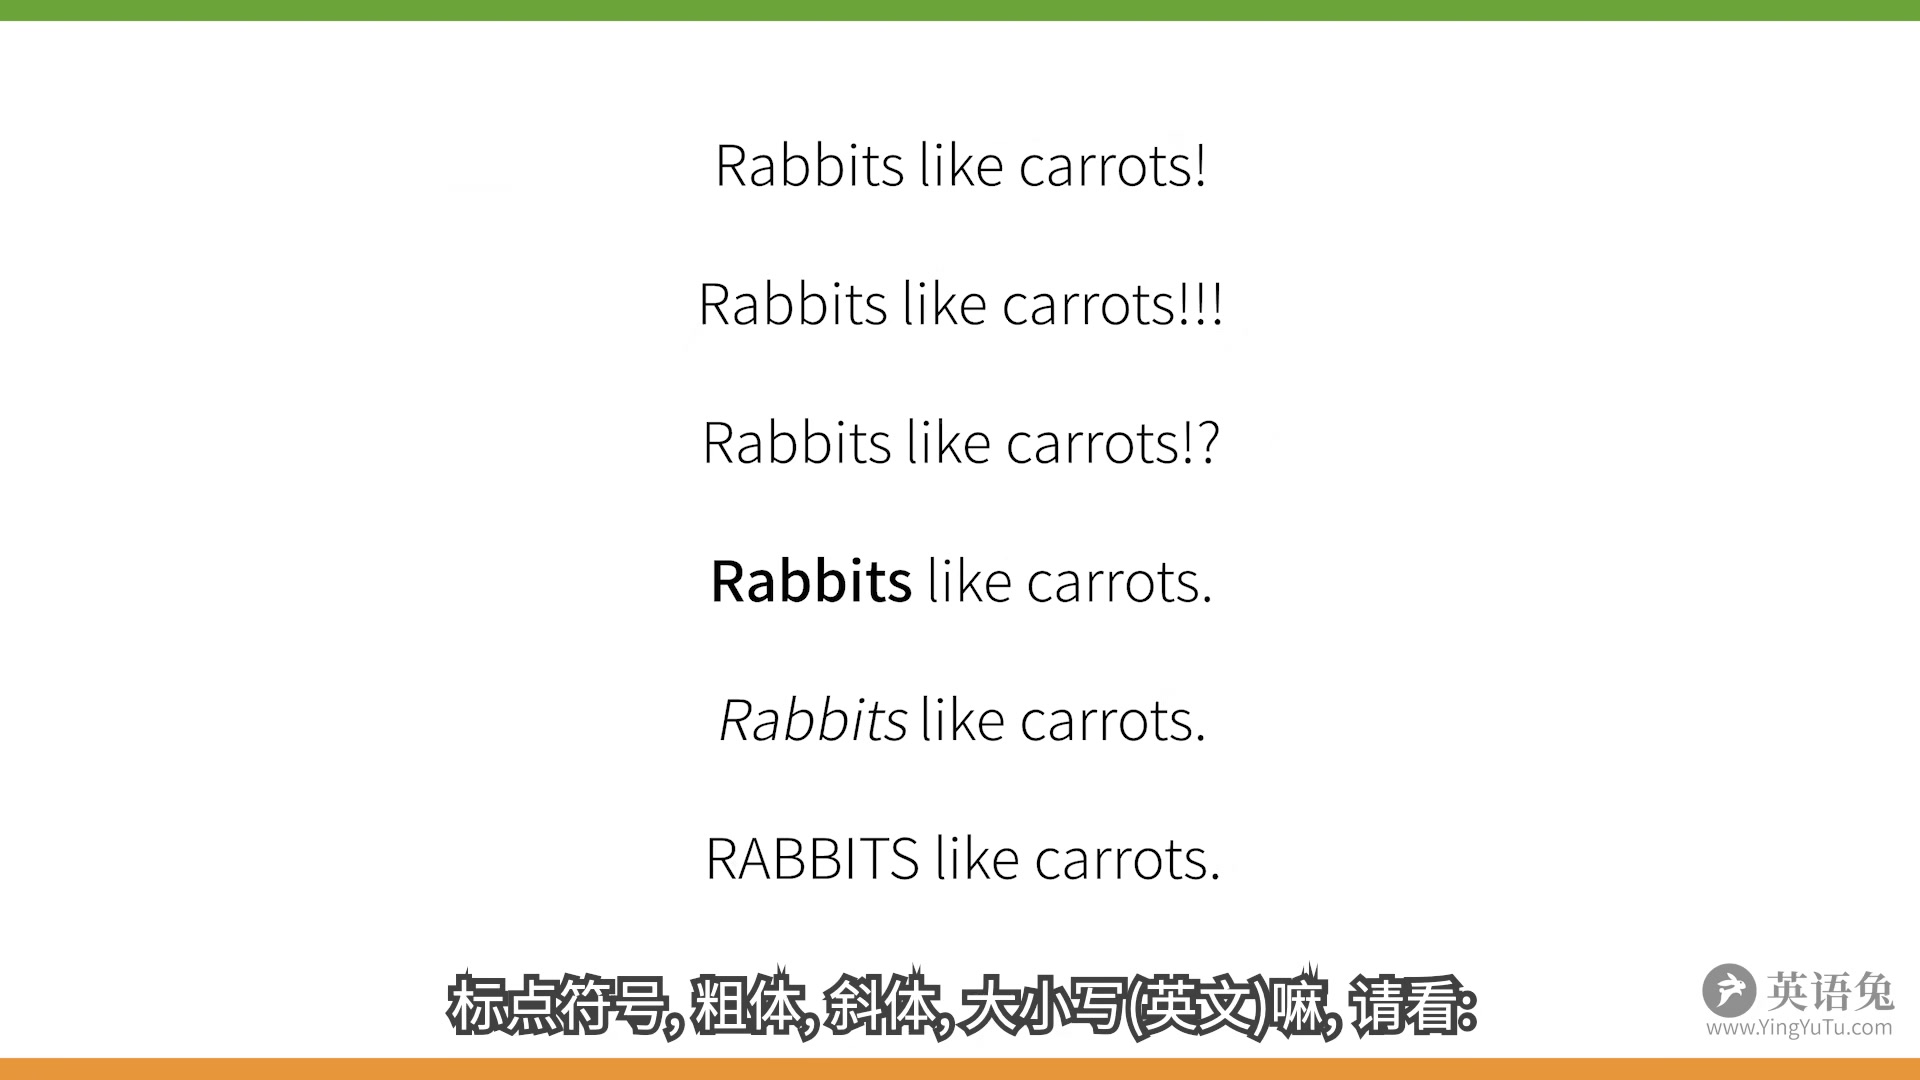 Rabbits like carrots!
Rabbits like carrots!!!
Rabbits like carrots!?
Rabbits like carrots.
Rabbits like carrots.
RABBITS like carrots.
标点符号, 粗体, 斜体, 大小写(英文)嘛, 请看:
英语兔
www.YingYuTu.com